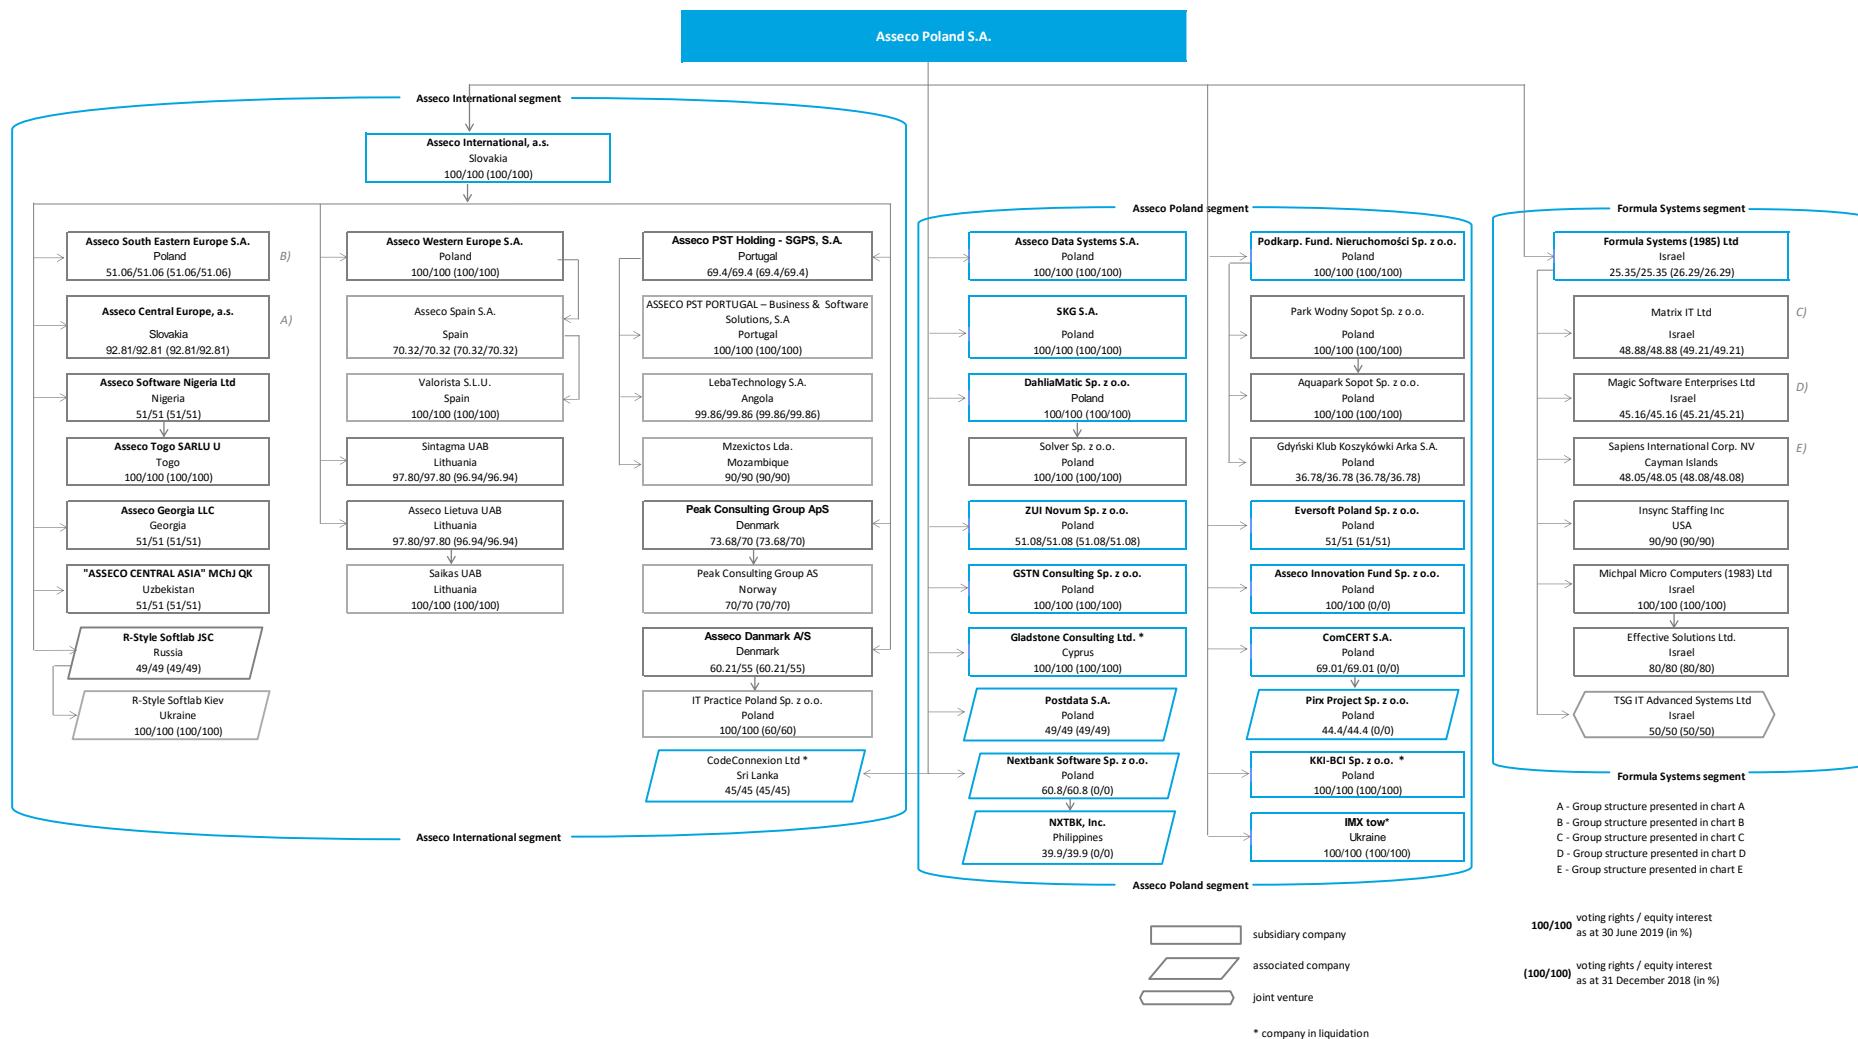 Asseco Poland S.A.
Asseco International segment
Asseco International, a.s.
Slovakia
100/100 (100/100)
Asseco South Eastern Europe S.A.
Poland
51.06/51.06 (51.06/51.06)
B)
Asseco Central Europe, a.s.
Slovakia
92.81/92.81 (92.81/92.81)
A)
Asseco Software Nigeria Ltd
Nigeria
51/51 (51/51)
Asseco Togo SARLU U
Togo
100/100 (100/100)
Asseco Georgia LLC
Georgia
51/51 (51/51)
"ASSECO CENTRAL ASIA" MChJ QK
Uzbekistan
51/51 (51/51)
R-Style Softlab JSC
Russia
49/49 (49/49)
R-Style Softlab Kiev
Ukraine
100/100 (100/100)
Asseco Western Europe S.A.
Poland
100/100 (100/100)
Asseco Spain S.A.
Spain
70.32/70.32 (70.32/70.32)
Valorista S.L.U.
Spain
100/100 (100/100)
Sintagma UAB
Lithuania
97.80/97.80 (96.94/96.94)
Asseco Lietuva UAB
Lithuania
97.80/97.80 (96.94/96.94)
Saikas UAB
Lithuania
100/100 (100/100)
Asseco PST Holding - SGPS, S.A.
Portugal
69.4/69.4 (69.4/69.4)
ASSECO PST PORTUGAL – Business & Software
Solutions, S.A
Portugal
100/100 (100/100)
LebaTechnology S.A.
Angola
99.86/99.86 (99.86/99.86)
Mzexictos Lda.
Mozambique
90/90 (90/90)
Peak Consulting Group ApS
Denmark
73.68/70 (73.68/70)
Peak Consulting Group AS
Norway
70/70 (70/70)
Asseco Danmark A/S
Denmark
60.21/55 (60.21/55)
IT Practice Poland Sp. z o.o.
Poland
100/100 (60/60)
CodeConnexion Ltd *
Sri Lanka
45/45 (45/45)
Asseco International segment
Asseco Poland segment
Asseco Data Systems S.A.
Poland
100/100 (100/100)
SKG S.A.
Poland
100/100 (100/100)
DahliaMatic Sp. z o.o.
Poland
100/100 (100/100)
Solver Sp. z o.o.
Poland
100/100 (100/100)
ZUI Novum Sp. z o.o.
Poland
51.08/51.08 (51.08/51.08)
GSTN Consulting Sp. z o.o.
Poland
100/100 (100/100)
Gladstone Consulting Ltd. *
Cyprus
100/100 (100/100)
Postdata S.A.
Poland
49/49 (49/49)
Nextbank Software Sp. z o.o.
Poland
60.8/60.8 (0/0)
NXTBK, Inc.
Philippines
39.9/39.9 (0/0)
Podkarp. Fund. Nieruchomości Sp. z o.o.
Poland
100/100 (100/100)
Park Wodny Sopot Sp. z o.o.
Poland
100/100 (100/100)
Aquapark Sopot Sp. z o.o.
Poland
100/100 (100/100)
Gdyński Klub Koszykówki Arka S.A.
Poland
36.78/36.78 (36.78/36.78)
Eversoft Poland Sp. z o.o.
Poland
51/51 (51/51)
Asseco Innovation Fund Sp. z o.o.
Poland
100/100 (0/0)
ComCERT S.A.
Poland
69.01/69.01 (0/0)
Pirx Project Sp. z o.o.
Poland
44.4/44.4 (0/0)
KKI-BCI Sp. z o.o. *
Poland
100/100 (100/100)
IMX tow*
Ukraine
100/100 (100/100)
Asseco Poland segment
Formula Systems segment
Formula Systems (1985) Ltd
Israel
25.35/25.35 (26.29/26.29)
Matrix IT Ltd
Israel
48.88/48.88 (49.21/49.21)
C)
Magic Software Enterprises Ltd
Israel
45.16/45.16 (45.21/45.21)
D)
Sapiens International Corp. NV
Cayman Islands
48.05/48.05 (48.08/48.08)
E)
Insync Staffing Inc
USA
90/90 (90/90)
Michpal Micro Computers (1983) Ltd
Israel
100/100 (100/100)
Effective Solutions Ltd.
Israel
80/80 (80/80)
TSG IT Advanced Systems Ltd
Israel
50/50 (50/50)
Formula Systems segment
A - Group structure presented in chart A
B - Group structure presented in chart B
C - Group structure presented in chart C
D - Group structure presented in chart D
E - Group structure presented in chart E
subsidiary company
associated company
joint venture
* company in liquidation
100/100 voting rights / equity interest
as at 30 June 2019 (in %)
(100/100) voting rights / equity interest
as at 31 December 2018 (in %)